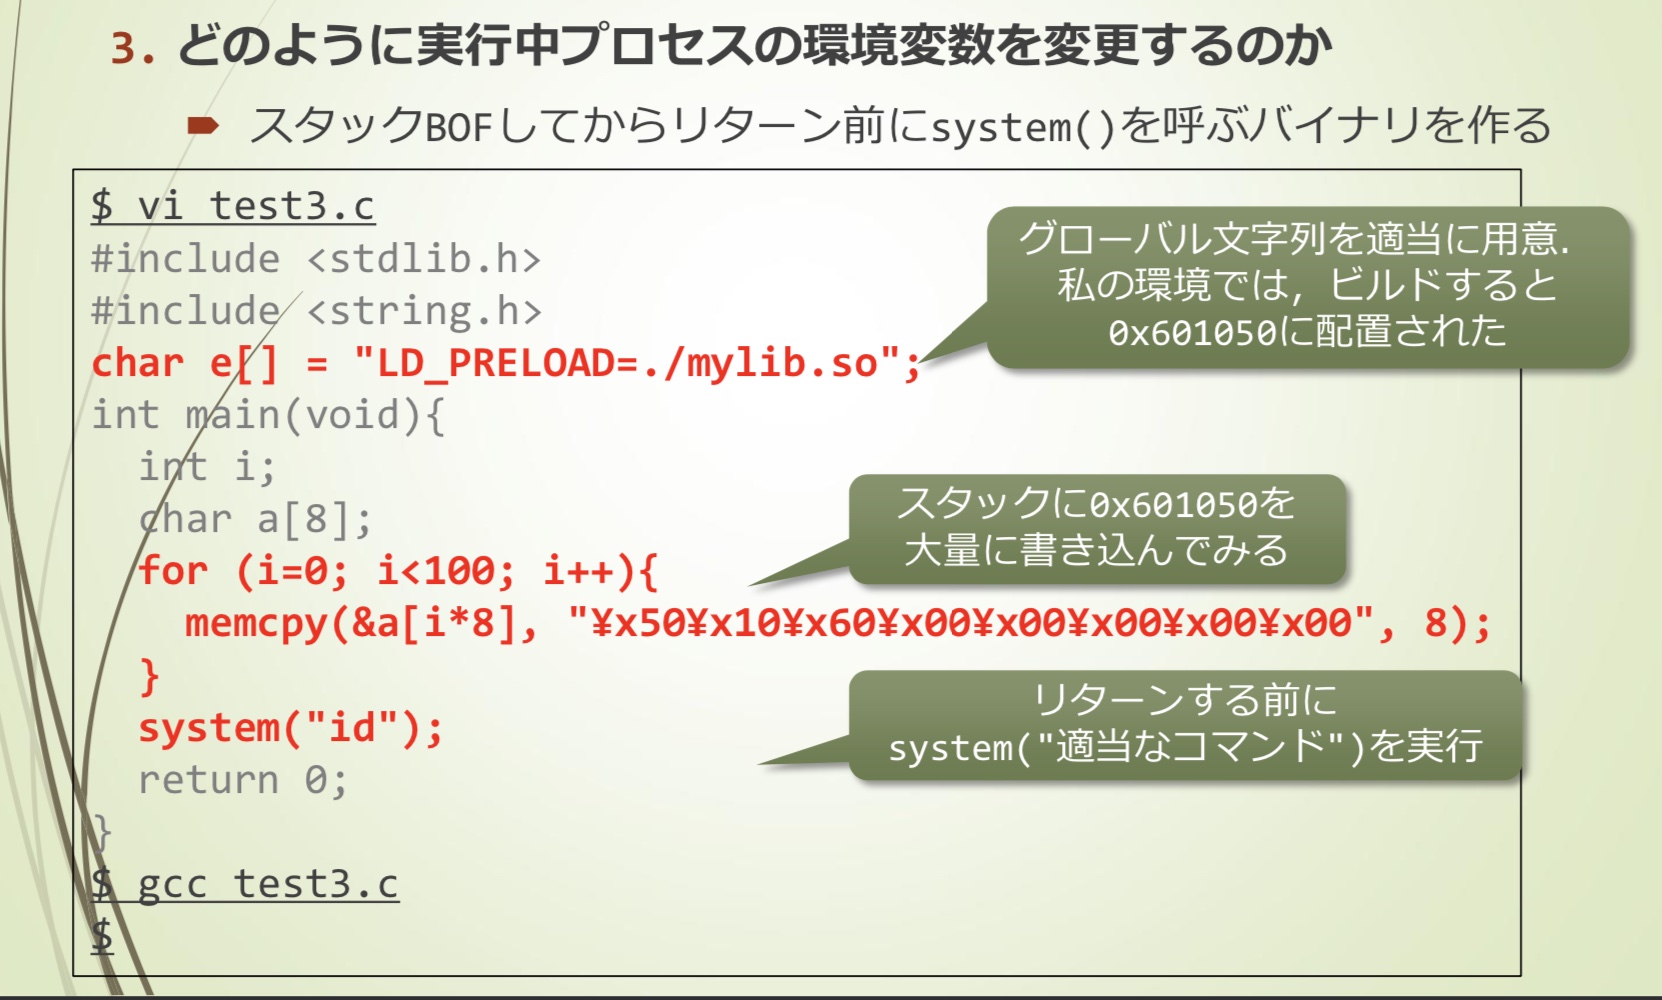 3. どのように実行中プロセスの環境変数を変更するのか
スタックBOFしてからリターン前にsystem()を呼ぶバイナリを作る
$ vi test3.c
#include <stdlib.h>
#include <string.h>
char e[] = "LD_PRELOAD=./mylib.so";
グローバル文字列を適当に用意.
私の環境では, ビルドすると
0x601050に配置された
int main(void){
int i;
char a[8];
for (i=0; i<100; i++){
スタックに0x601050を
大量に書き込んでみる
memcpy(&a[i*8], "¥x50¥x10¥x60¥x00¥x00¥x00¥x00¥x00", 8);
}
system("id");
リターンする前に
system("適当なコマンド")を実行
return 0;
}
$ gcc test3.c
$